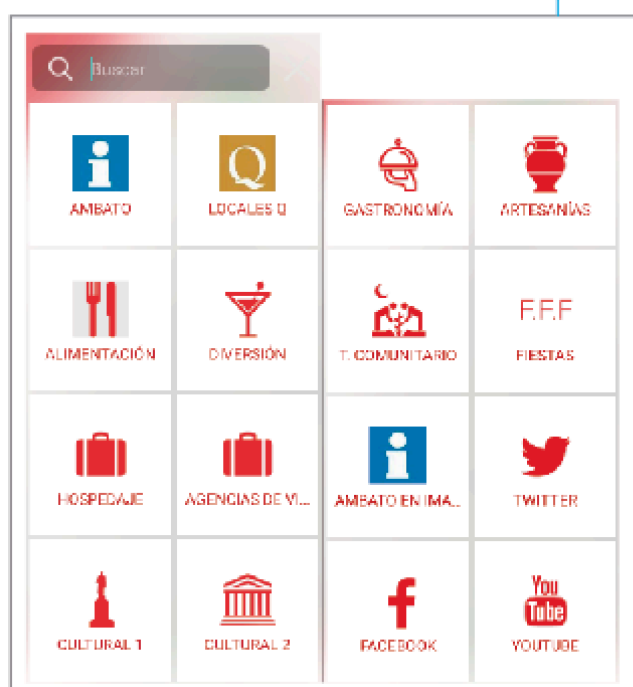 Buscar
i
Q
AMBATO
LOCALES Q
GASTRONOMÍA
ARTESANÍAS
F.F.F
ALIMENTACIÓN
DIVERSIÓN
T. COMUNITARIO
FIESTAS
i
HOSPEDAJE
AGENCIAS DE VI...
AMBATO EN IMA...
TWITTER
f
You
Tube
CULTURAL 1
CULTURAL 2
FACEBOOK
YOUTUBE